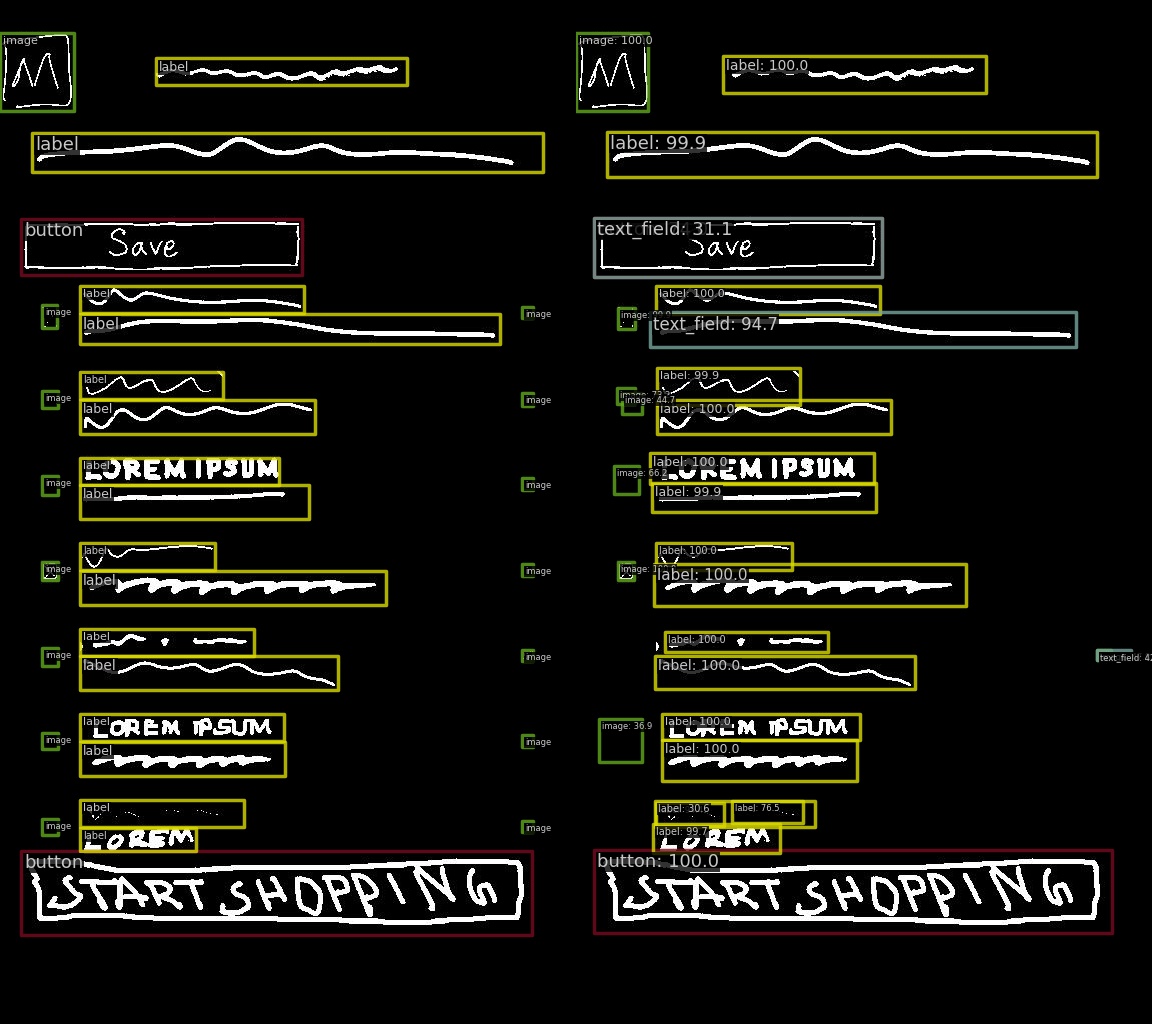 image image: 100.0
M M
label label: 100.0
label label: 99.9
button text_field: 31.1
Save Save
label label: 100.0
image image image
label text_field: 94.7
label label: 99.9
image image image: 44.7
label label: 100.0
label LOREM IPSUM label: 100.0 LOREM IPSUM
image image image: 66.2
label label: 99.9
label label: 100.0
image image image
label label: 100.0
label label: 100.0
image image text_field: 42
label label: 100.0
label LOREM IPSUM label: 100.0 LOREM IPSUM
image image image: 36.9
label label: 100.0
label label: 30.6 label: 76.5
image image
label LOREM label: 99.7 LOREM
button button: 100.0
START SHOPPING START SHOPPING